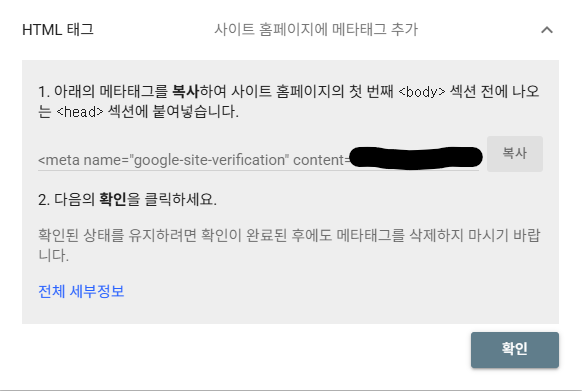 HTML 태그
사이트 홈페이지에 메타태그 추가
1. 아래의 메타태그를 복사하여 사이트 홈페이지의 첫 번째 <body> 섹션 전에 나오
는 <head> 섹션에 붙여넣습니다.
<meta name="google-site-verification" content=
복사
2. 다음의 확인을 클릭하세요.
확인된 상태를 유지하려면 확인이 완료된 후에도 메타태그를 삭제하지 마시기 바랍
니다.
전체 세부정보
확인